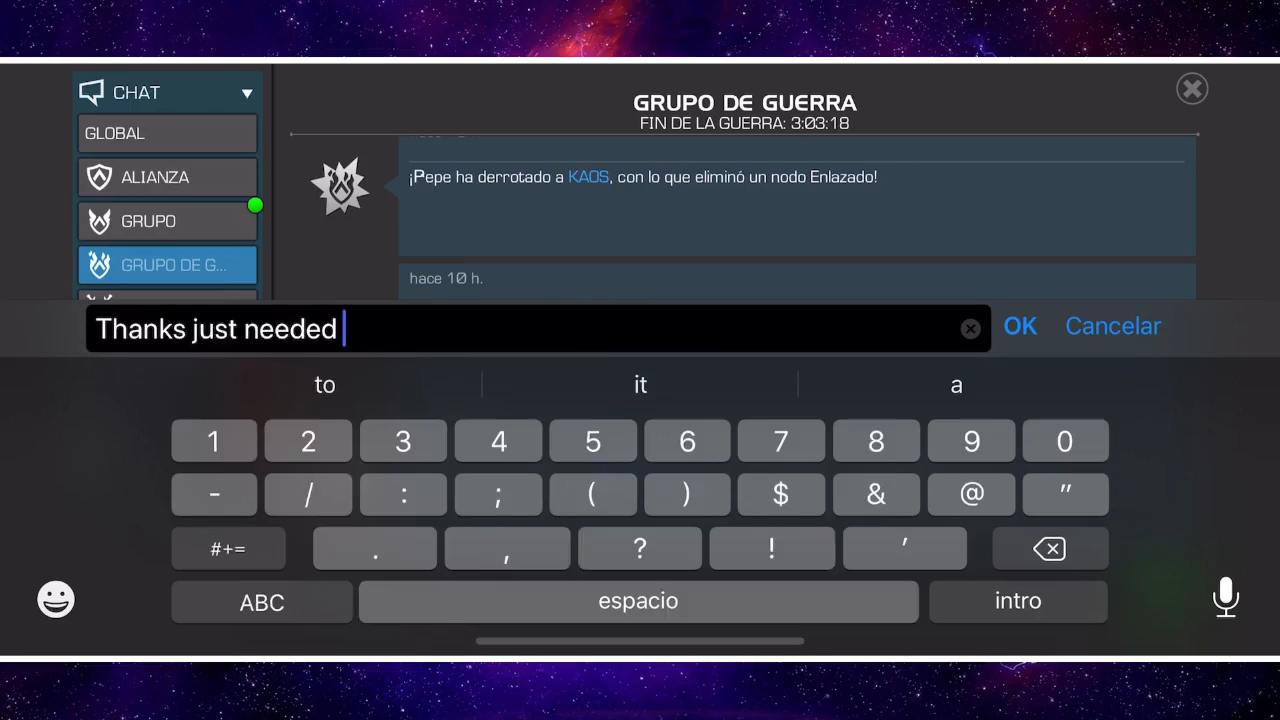 CHAT
GLOBAL
ALIANZA
GRUPO
GRUPO DE G...
GRUPO DE GUERRA
FIN DE LA GUERRA: 3:03:18
¡Pepe ha derrotado a KAOS, con lo que eliminó un nodo Enlazado!
hace 10 h.
Thanks just needed
OK Cancelar
to it a
1 2 3 4 5 6 7 8 9 0
- / : ; ( ) $ & @ "
#+= . , ? ! '
ABC espacio intro